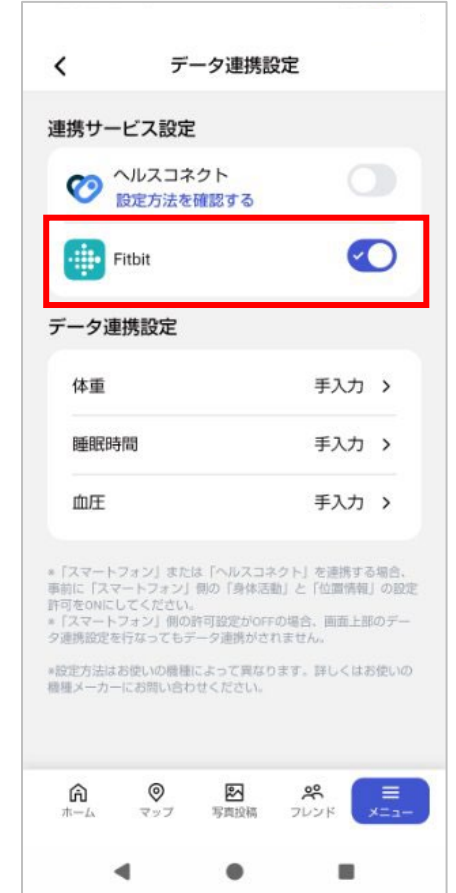 データ連携設定
連携サービス設定
ヘルスコネクト
設定方法を確認する
Fitbit
データ連携設定
体重 手入力
睡眠時間 手入力
血圧 手入力
※「スマートフォン」または「ヘルスコネクト」を連携する場合、
事前に「スマートフォン」側の「身体活動」と「位置情報」の設定
許可をONにしてください。
※「スマートフォン」側の許可設定がOFFの場合、画面上部のデー
タ連携設定を行なってもデータ連携がされません。
※設定方法はお使いの機種によって異なります。詳しくはお使いの
機種メーカーにお問い合わせください。
ホーム マップ 写真投稿 フレンド メニュー